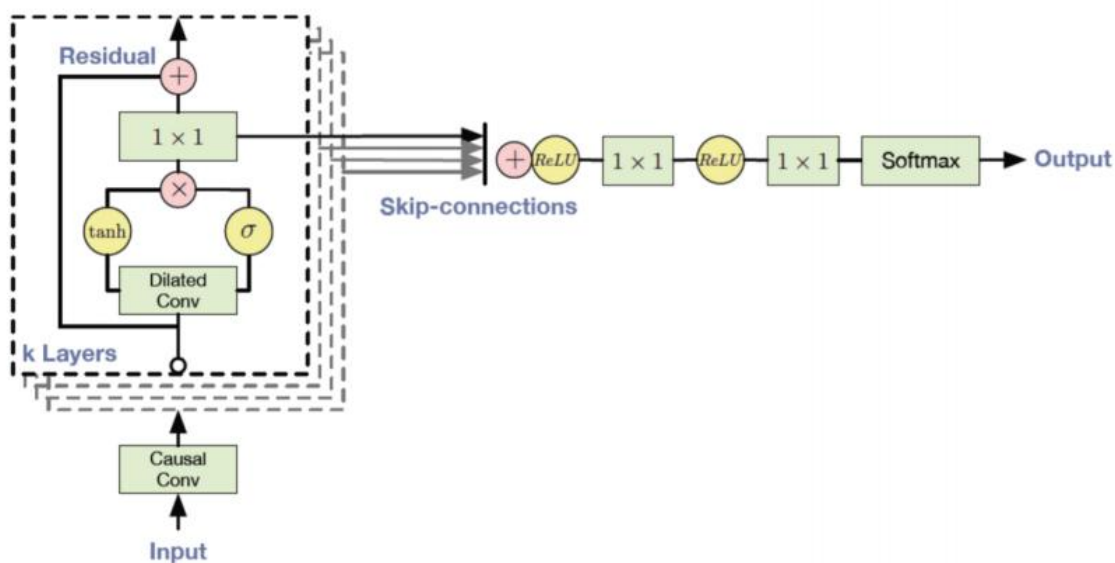 Residual
+
1 × 1
×
tanh
σ
Dilated
Conv
k Layers
Causal
Conv
Input
Skip-connections
+
ReLU
1 × 1
ReLU
1 × 1
Softmax
Output